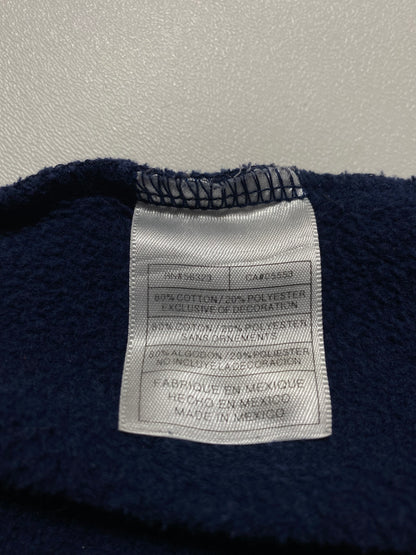 RN#56323 CA#05553
80% COTTON / 20% POLYESTER
EXCLUSIVE OF DECORATION
80% COTTON / 20% POLYESTER
SANS ORNEMENTS
80% ALGODON / 20% POLIESTER
NO INCLUYE LA DECORACION
FABRIQUE EN MEXIQUE
HECHO EN MEXICO
MADE IN MEXICO